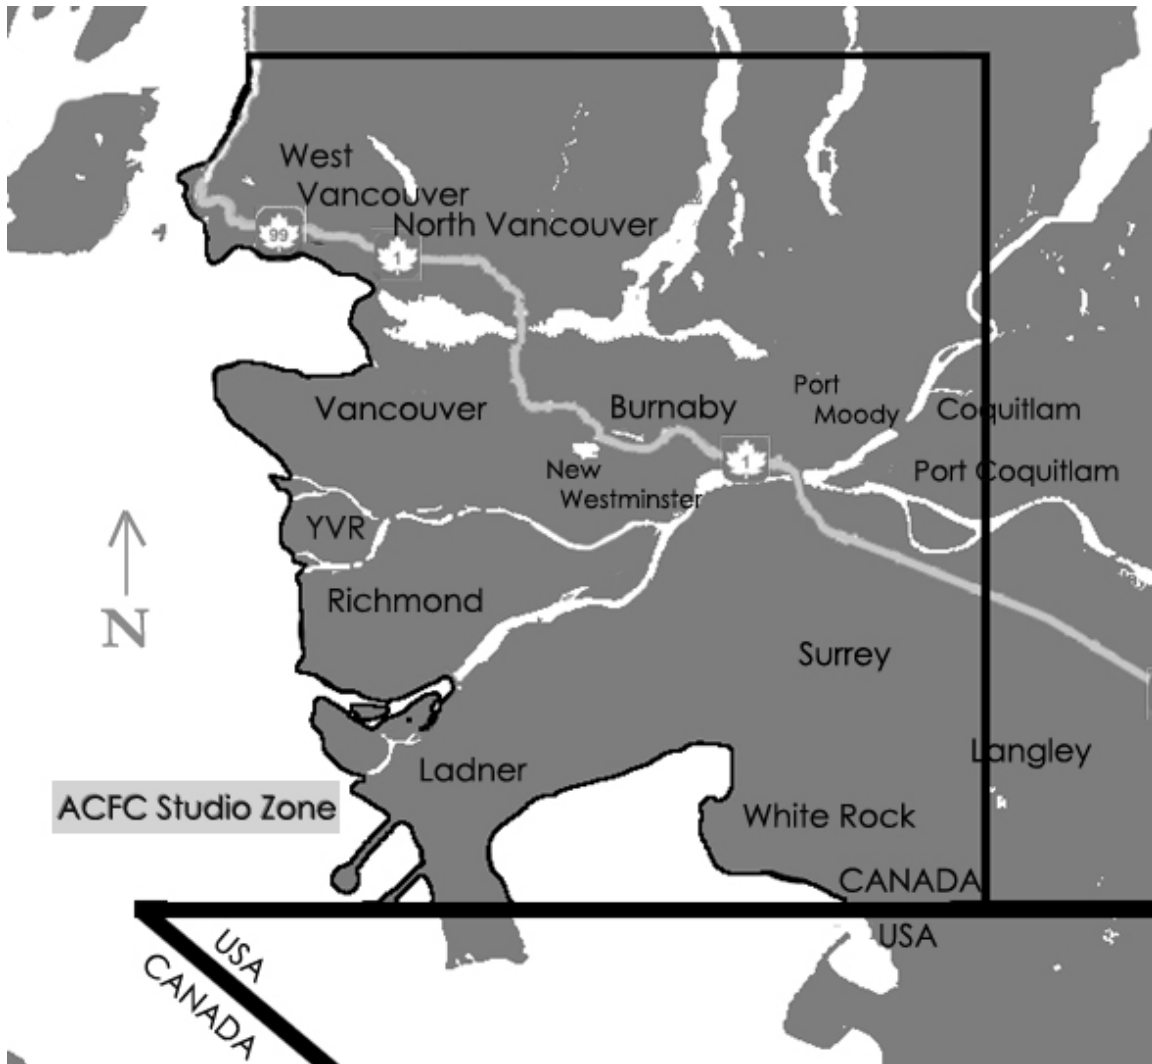 West
Vancouver
North Vancouver
99
1
Vancouver
Burnaby
Port
Moody
Coquitlam
1
New
Westminster
Port Coquitlam
YVR
N
Richmond
Surrey
Ladner
Langley
ACFC Studio Zone
White Rock
CANADA
USA
USA
CANADA